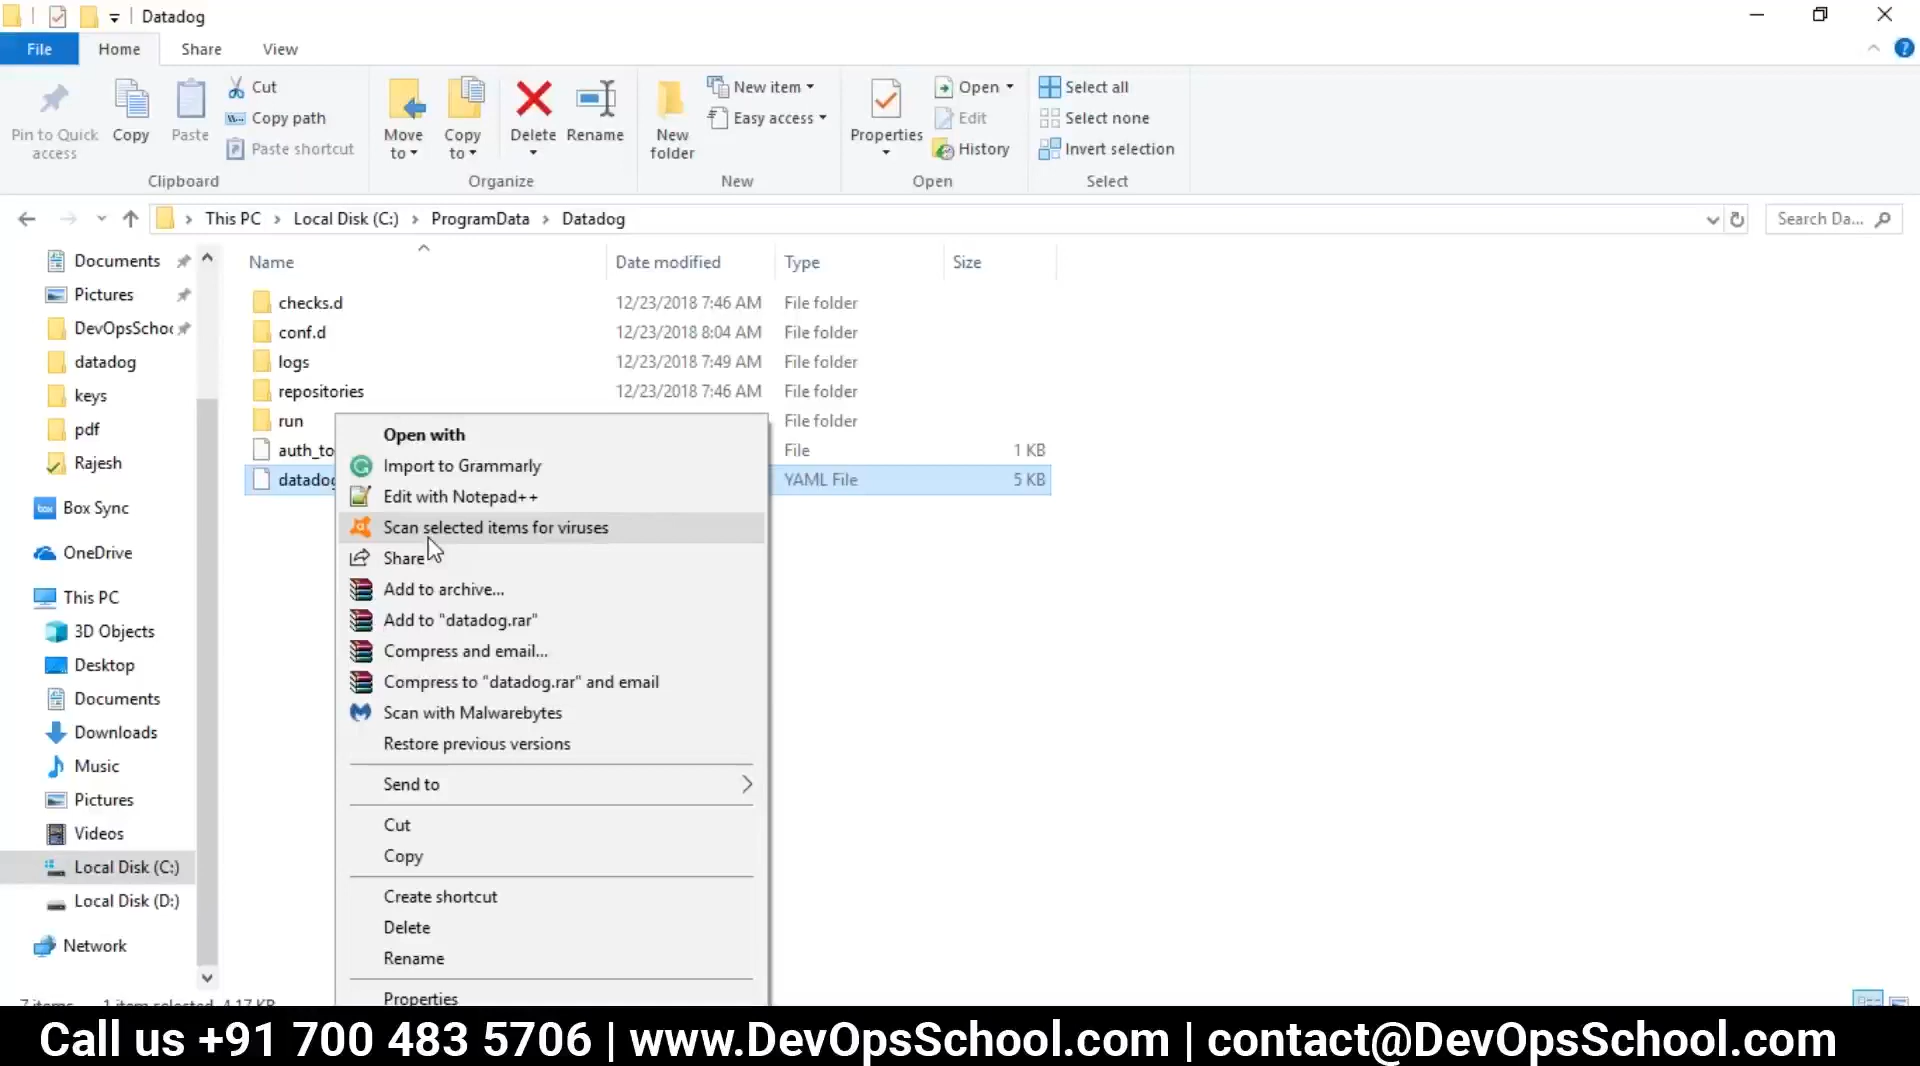 Datadog
File Home Share View
Pin to Quick access
Copy
Paste
Cut
Copy path
Paste shortcut
Clipboard
Move to
Copy to
Delete
Rename
Organize
New folder
New item
Easy access
New
Properties
Open
Edit
History
Open
Select all
Select none
Invert selection
Select
This PC > Local Disk (C:) > ProgramData > Datadog
Search Da...
Documents
Pictures
DevOpsSchoo
datadog
keys
pdf
Rajesh
Box Sync
OneDrive
This PC
3D Objects
Desktop
Documents
Downloads
Music
Pictures
Videos
Local Disk (C:)
Local Disk (D:)
Network
Name Date modified Type Size
checks.d 12/23/2018 7:46 AM File folder
conf.d 12/23/2018 8:04 AM File folder
logs 12/23/2018 7:49 AM File folder
repositories 12/23/2018 7:46 AM File folder
run File folder
auth_to File 1 KB
datadog YAML File 5 KB
Open with
Import to Grammarly
Edit with Notepad++
Scan selected items for viruses
Share
Add to archive...
Add to "datadog.rar"
Compress and email...
Compress to "datadog.rar" and email
Scan with Malwarebytes
Restore previous versions
Send to
Cut
Copy
Create shortcut
Delete
Rename
Properties
7 items 1 item selected 4.17 KB
Call us +91 700 483 5706 | www.DevOpsSchool.com | contact@DevOpsSchool.com